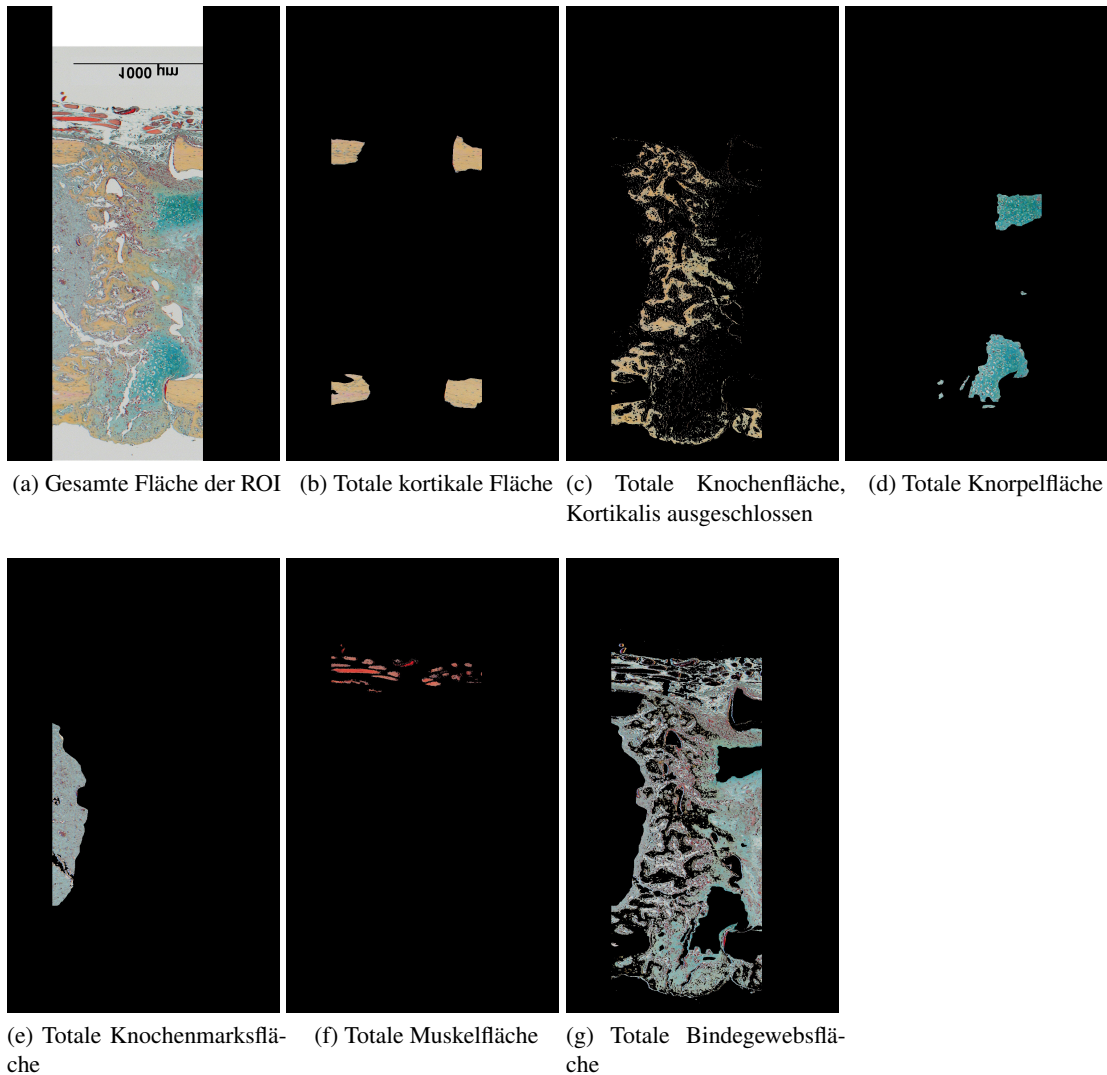 1000 µm
(a) Gesamte Fläche der ROI
(b) Totale kortikale Fläche
(c) Totale Knochenfläche,
Kortikalis ausgeschlossen
(d) Totale Knorpelfläche
(e) Totale Knochenmarksflä-
che
(f) Totale Muskelfläche
(g) Totale Bindegewebsflä-
che